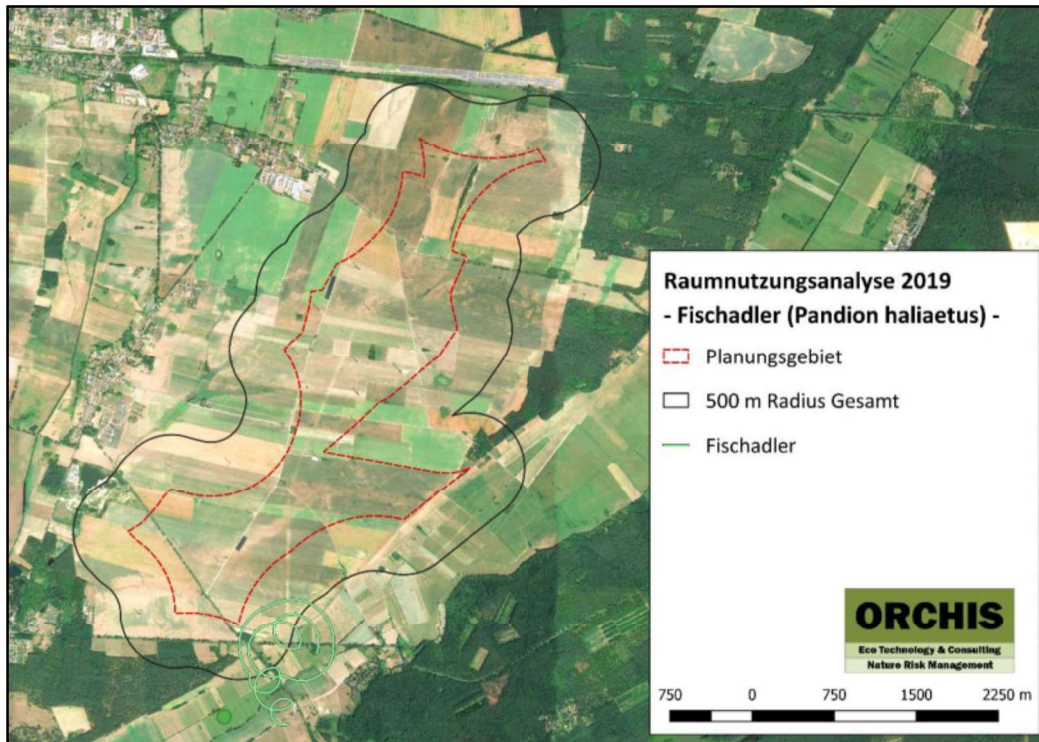 Raumnutzungsanalyse 2019
- Fischadler (Pandion haliaetus) -
Planungsgebiet
500 m Radius Gesamt
Fischadler
ORCHIS
Eco Technology & Consulting
Nature Risk Management
750 0 750 1500 2250 m